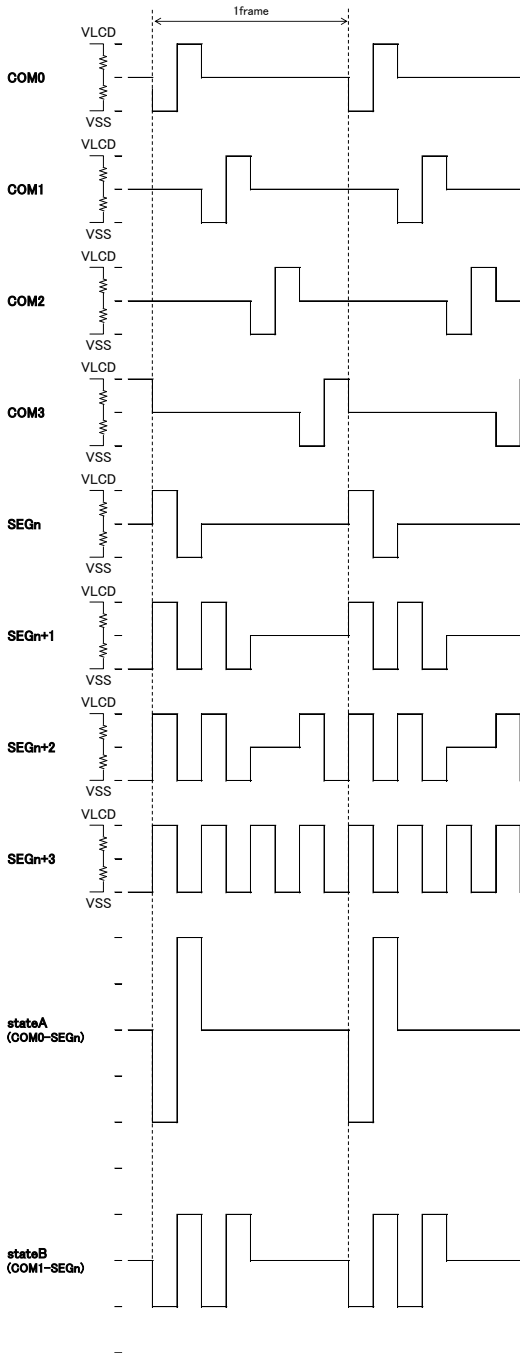 1frame
VLCD
COM0
VSS
VLCD
COM1
VSS
VLCD
COM2
VSS
VLCD
COM3
VSS
VLCD
SEGn
VSS
VLCD
SEGn+1
VSS
VLCD
SEGn+2
VSS
VLCD
SEGn+3
VSS
stateA
(COM0-SEGn)
stateB
(COM1-SEGn)